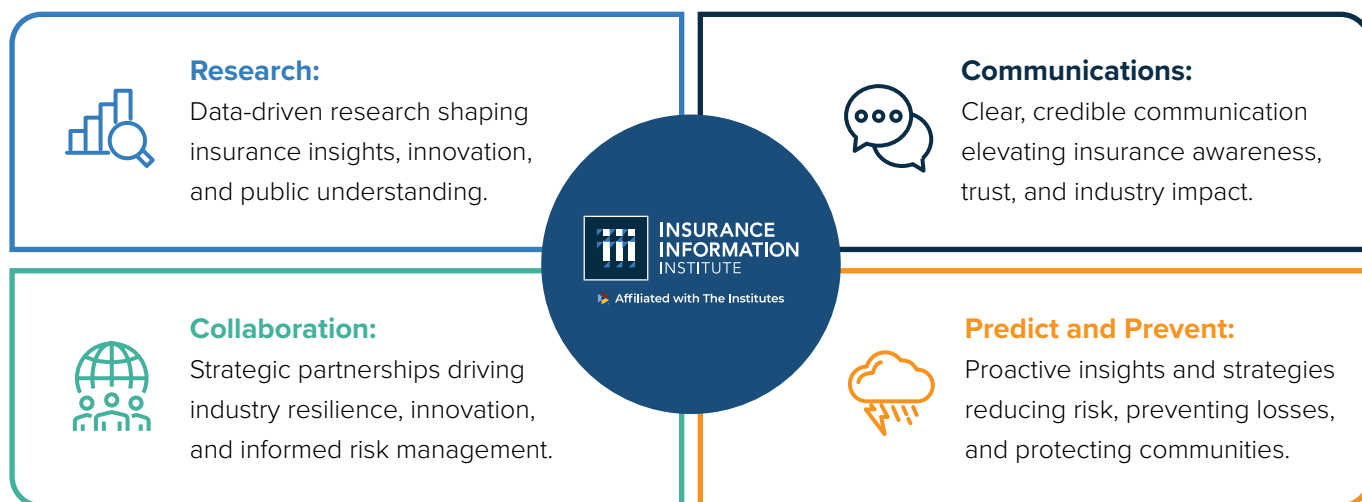 Research:
Data-driven research shaping
insurance insights, innovation,
and public understanding.
Communications:
Clear, credible communication
elevating insurance awareness,
trust, and industry impact.
INSURANCE
INFORMATION
INSTITUTE
Affiliated with The Institutes
Collaboration:
Strategic partnerships driving
industry resilience, innovation,
and informed risk management.
Predict and Prevent:
Proactive insights and strategies
reducing risk, preventing losses,
and protecting communities.